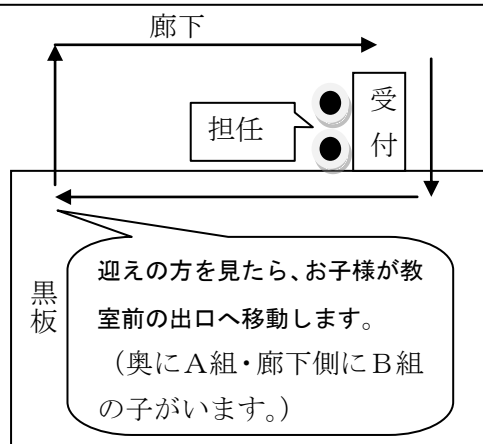 廊下
担任
受付
黒板
迎えの方を見たら、お子様が教
室前の出口へ移動します。
（奥にＡ組・廊下側にＢ組
の子がいます。）